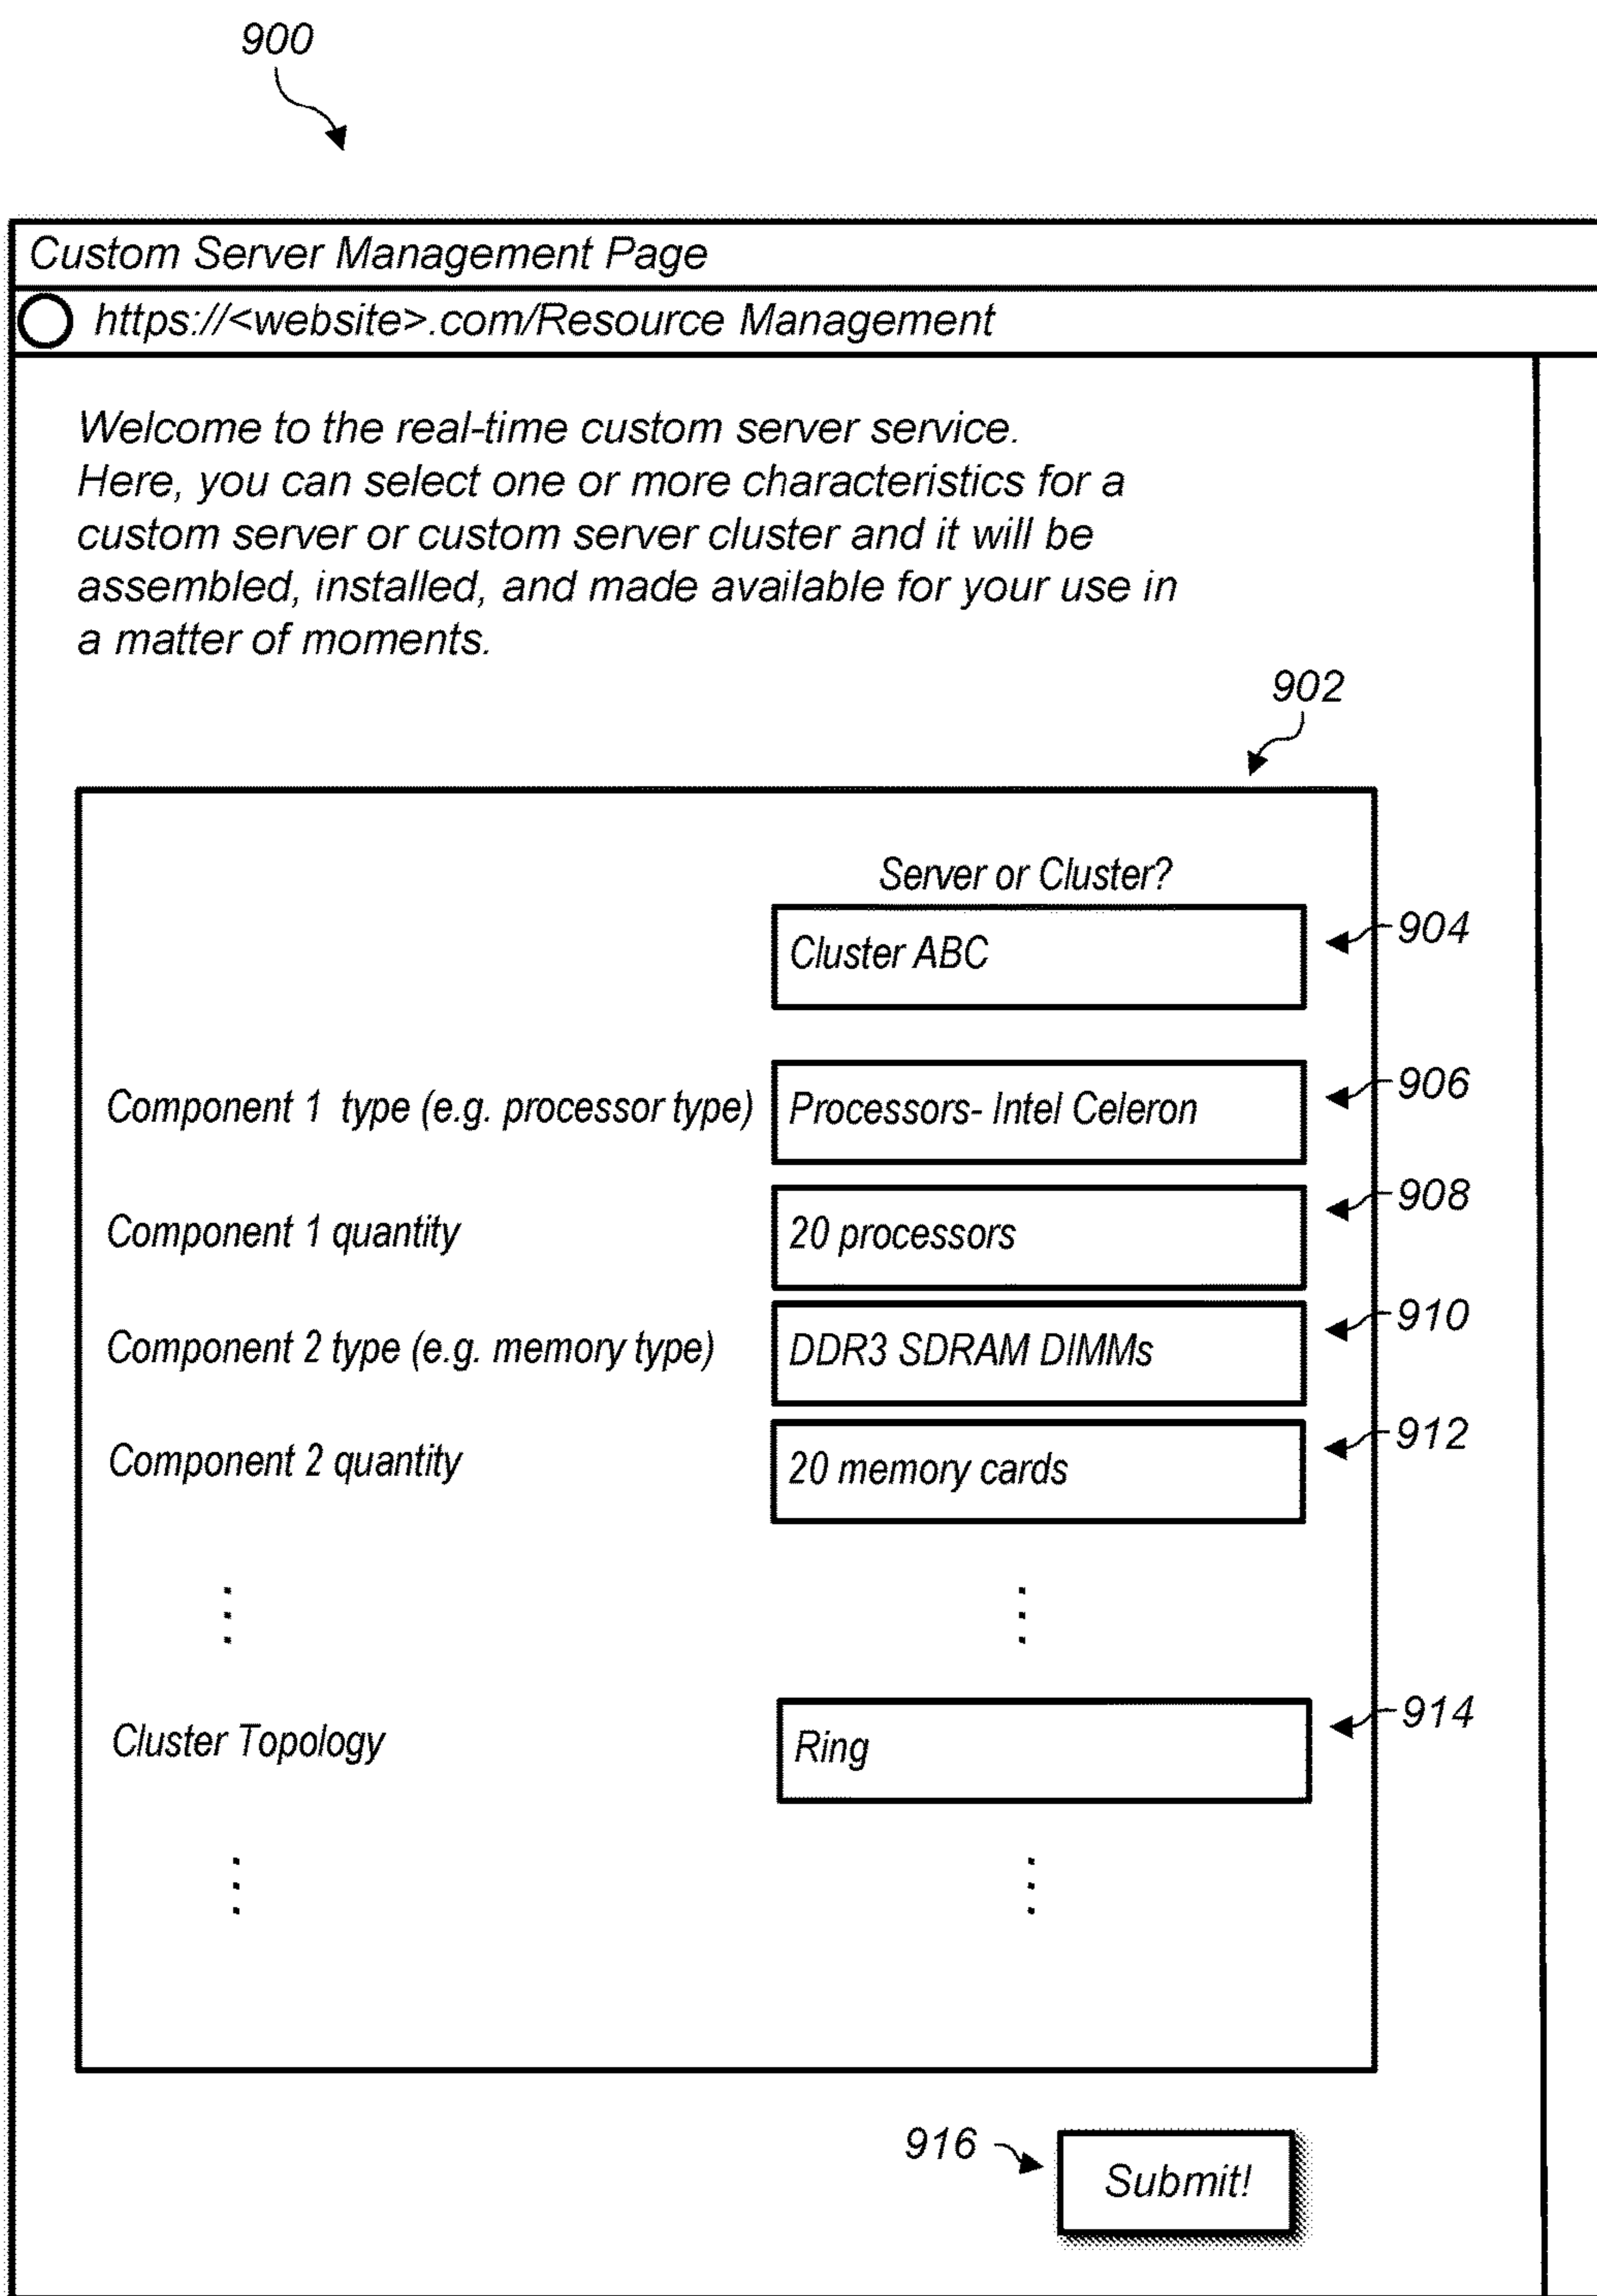 900
Custom Server Management Page
https://<website>.com/Resource Management
Welcome to the real-time custom server service.
Here, you can select one or more characteristics for a
custom server or custom server cluster and it will be
assembled, installed, and made available for your use in
a matter of moments.
902
Server or Cluster?
Cluster ABC
904
Component 1 type (e.g. processor type)
Processors- Intel Celeron
906
Component 1 quantity
20 processors
908
Component 2 type (e.g. memory type)
DDR3 SDRAM DIMMs
910
Component 2 quantity
20 memory cards
912
Cluster Topology
Ring
914
916
Submit!